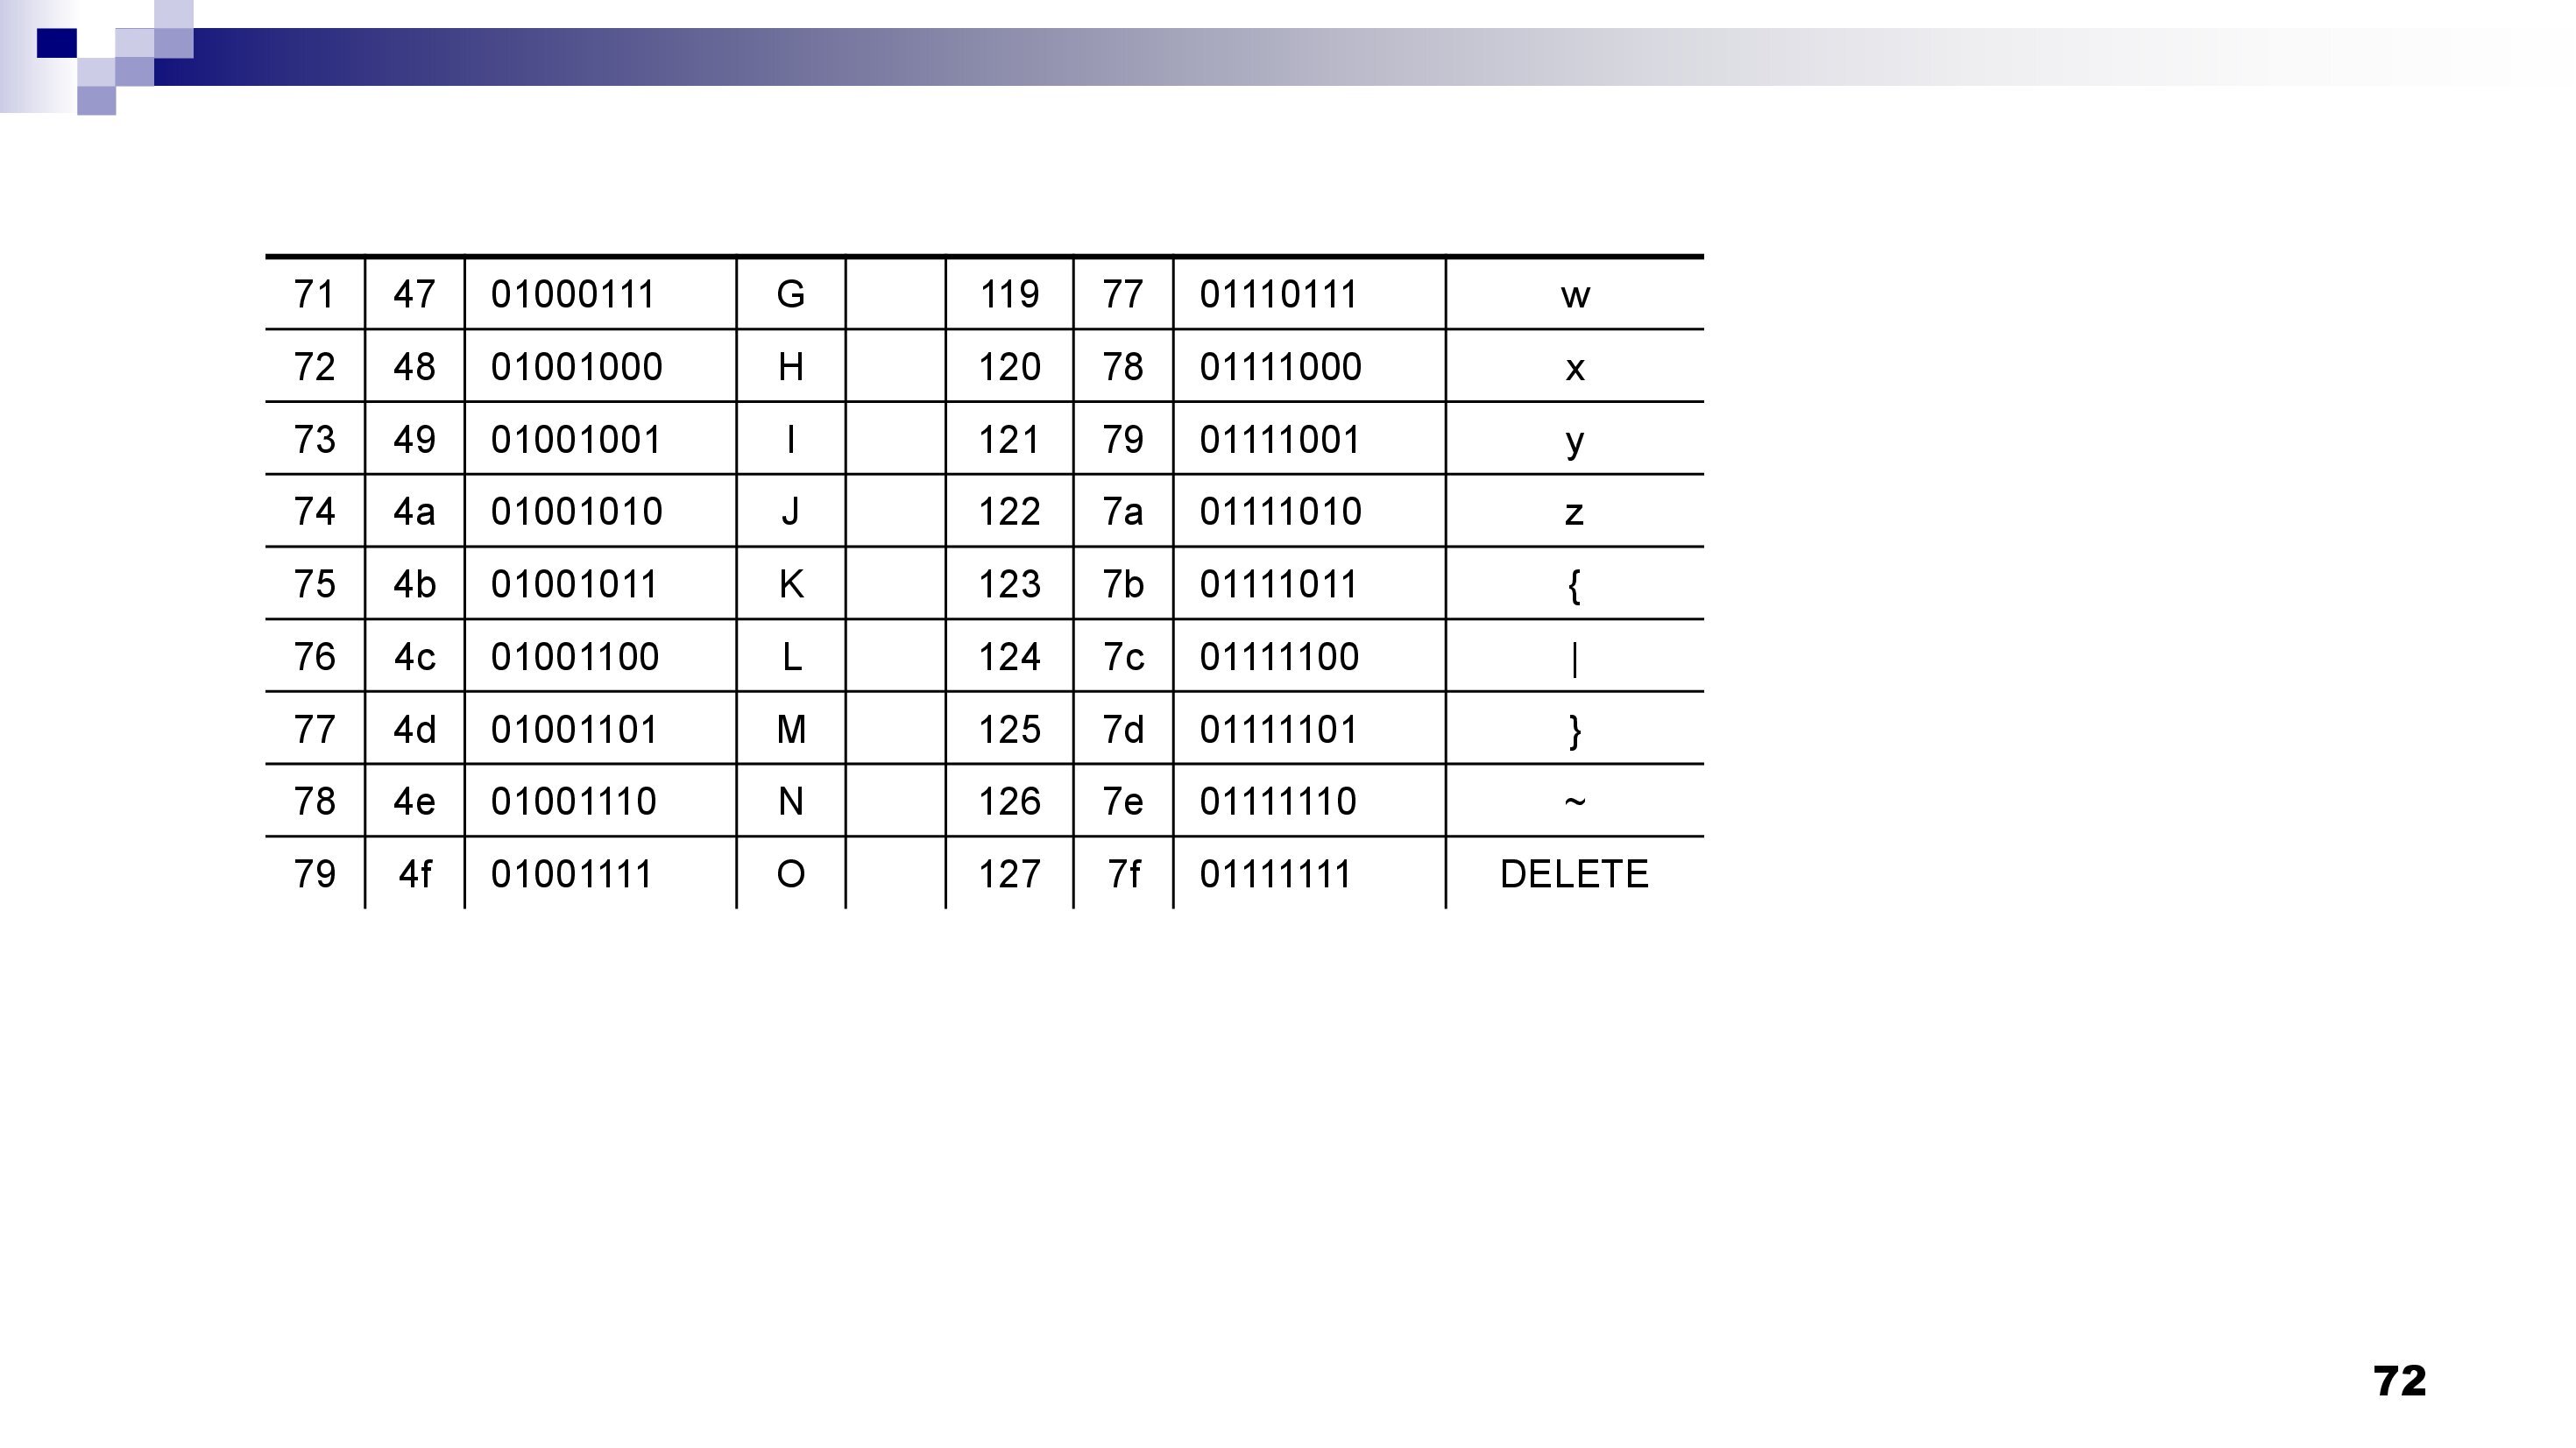 71 47 01000111 G 119 77 01110111 w
72 48 01001000 H 120 78 01111000 x
73 49 01001001 I 121 79 01111001 y
74 4a 01001010 J 122 7a 01111010 z
75 4b 01001011 K 123 7b 01111011 {
76 4c 01001100 L 124 7c 01111100 |
77 4d 01001101 M 125 7d 01111101 }
78 4e 01001110 N 126 7e 01111110 ~
79 4f 01001111 O 127 7f 01111111 DELETE
72